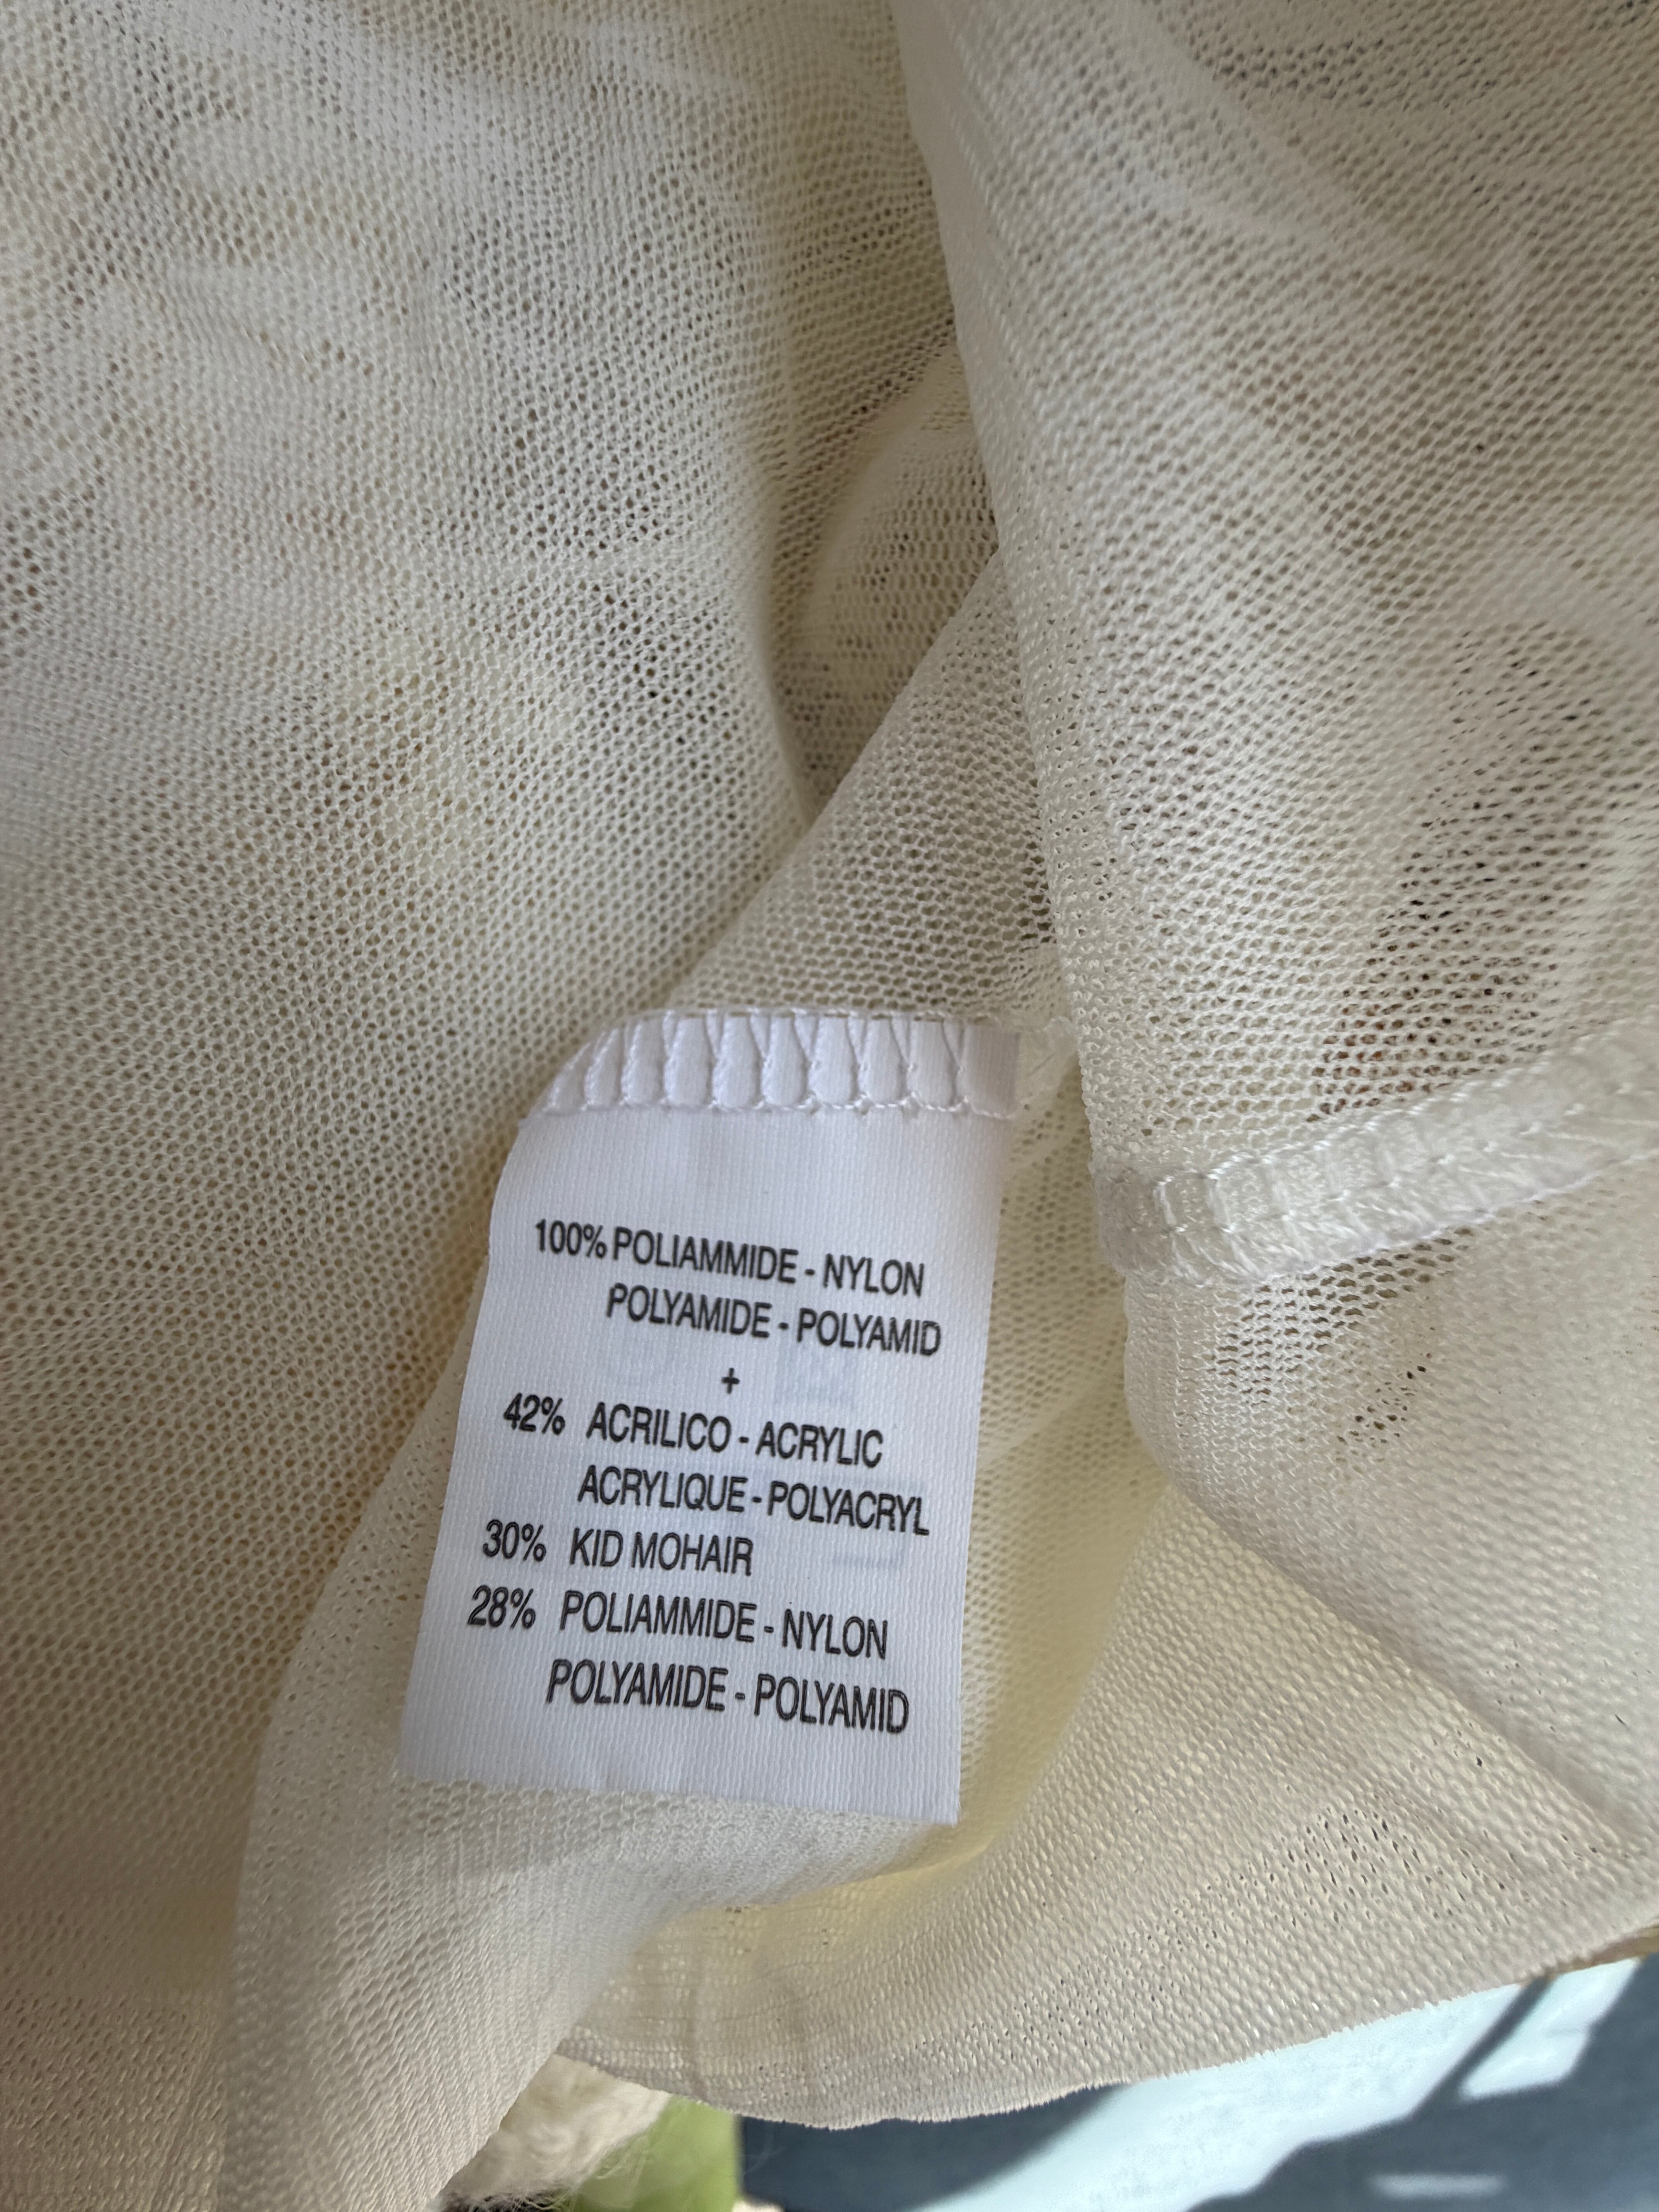 100% POLIAMMIDE - NYLON
POLYAMIDE - POLYAMID
+
42% ACRILICO - ACRYLIC
ACRYLIQUE - POLYACRYL
30% KID MOHAIR
28% POLIAMMIDE - NYLON
POLYAMIDE - POLYAMID